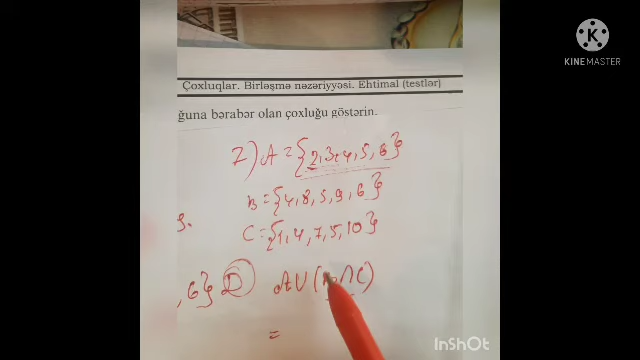 K
KINEMASTER
Çoxluqlar. Birləşmə nəzəriyyəsi. Ehtimal (testlər)
ğuna bərabər olan çoxluğu göstərin.
7) A = {2,3,4,5,6}
B = {4,8,5,9,6}
C = {1,4,7,5,10}
,6} D A∪(B∩C)
=
InShOt